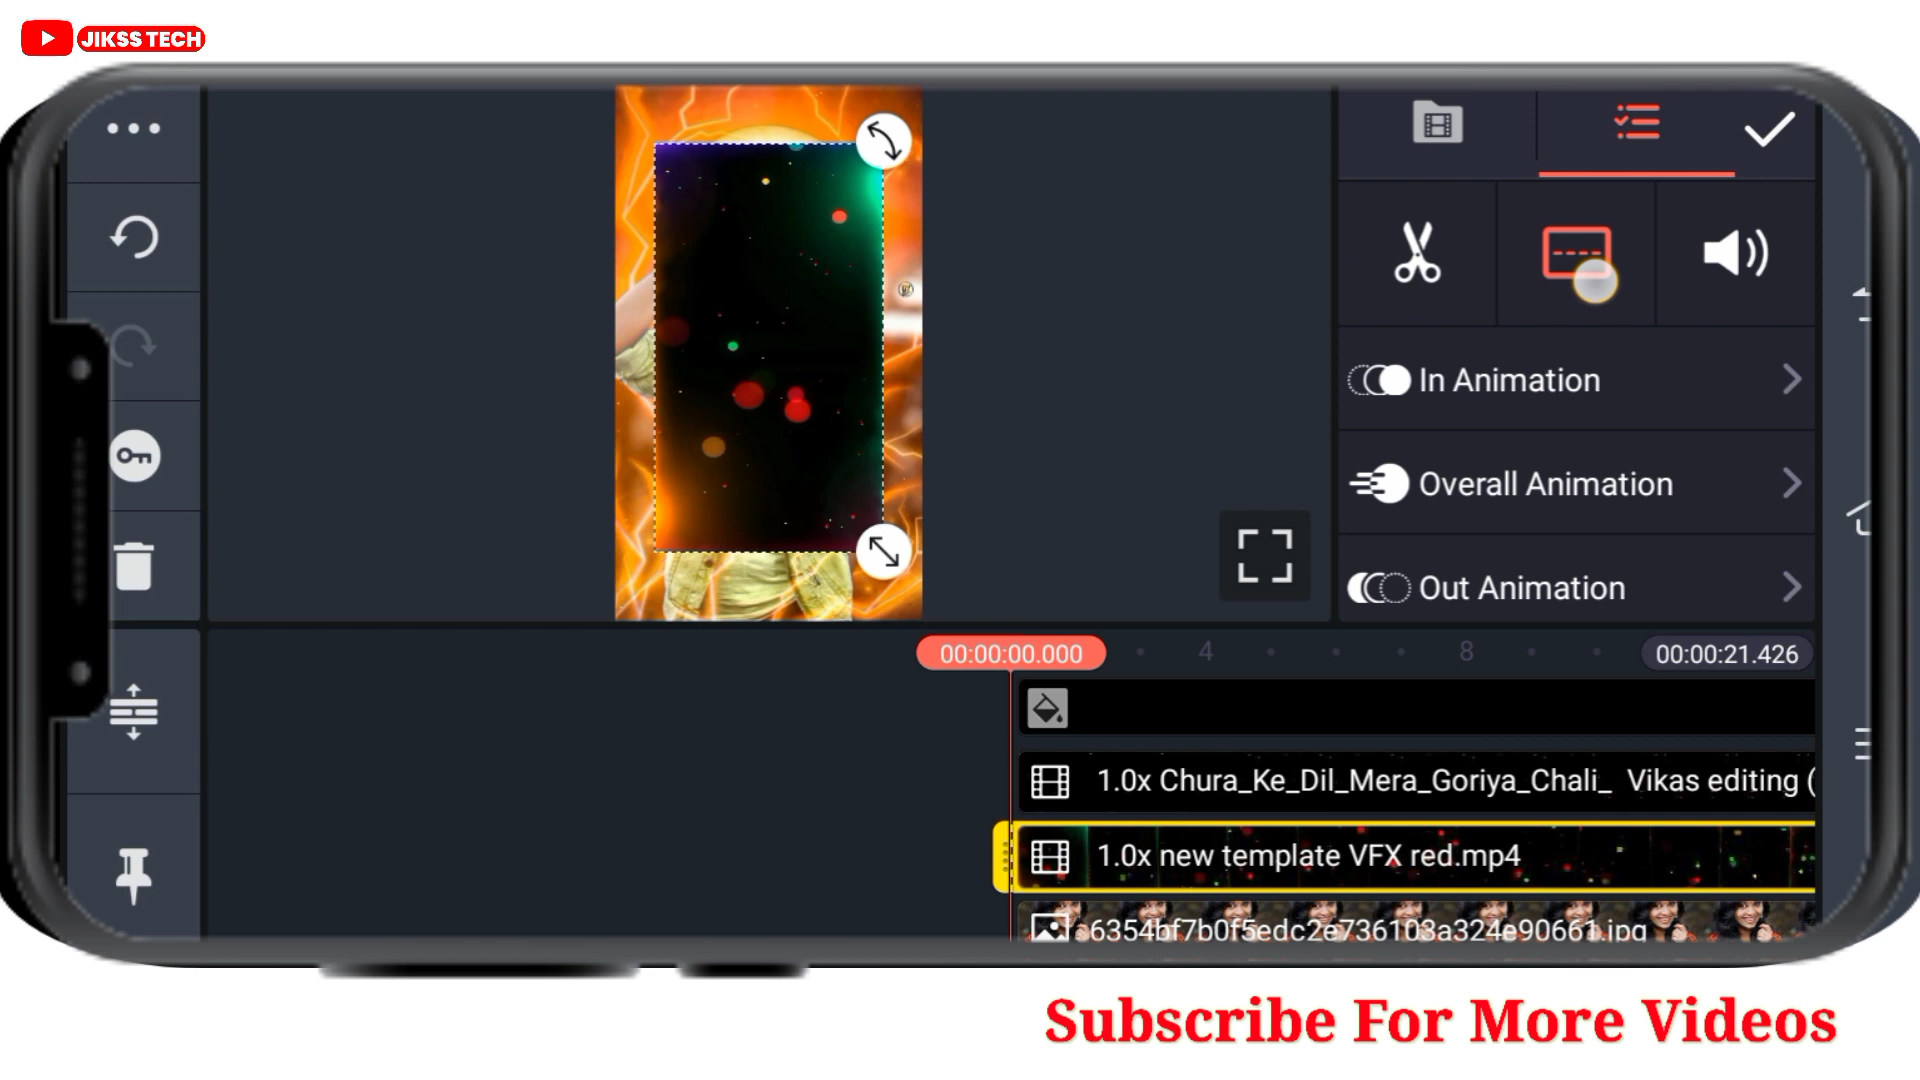 JIKSS TECH
In Animation
Overall Animation
Out Animation
00:00:00.000
4
8
00:00:21.426
1.0x Chura_Ke_Dil_Mera_Goriya_Chali_ Vikas editing (
1.0x new template VFX red.mp4
6354bf7b0f5edc2e736103a324e90661.jpg
Subscribe For More Videos